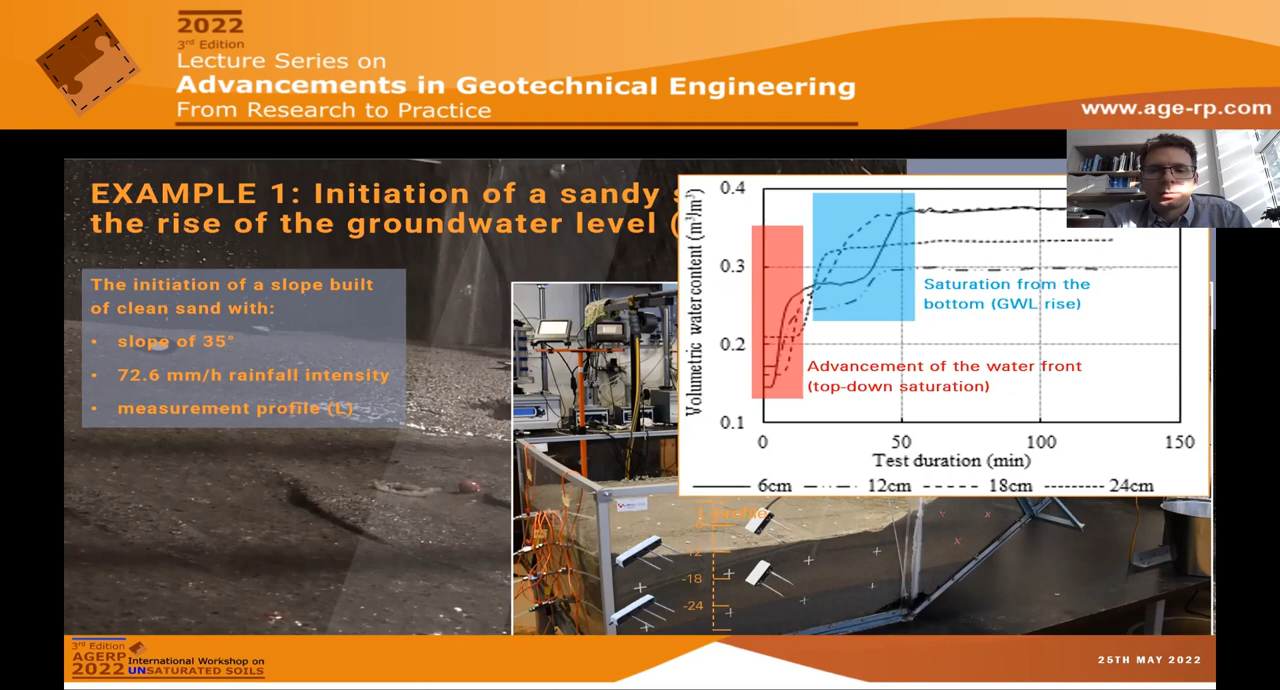 2022
3rd Edition
Lecture Series on
Advancements in Geotechnical Engineering
From Research to Practice
www.age-rp.com
EXAMPLE 1: Initiation of a sandy
the rise of the groundwater level (
The initiation of a slope built
of clean sand with:
• slope of 35°
• 72.6 mm/h rainfall intensity
• measurement profile (L)
Volumetric water content (m³/m³)
0.4
0.3
0.2
0.1
0
50
100
150
Test duration (min)
6cm
12cm
18cm
24cm
Saturation from the
bottom (GWL rise)
Advancement of the water front
(top-down saturation)
profile
-18
-24
3rd Edition
AGERP
2022
International Workshop on
UNSATURATED SOILS
25TH MAY 2022